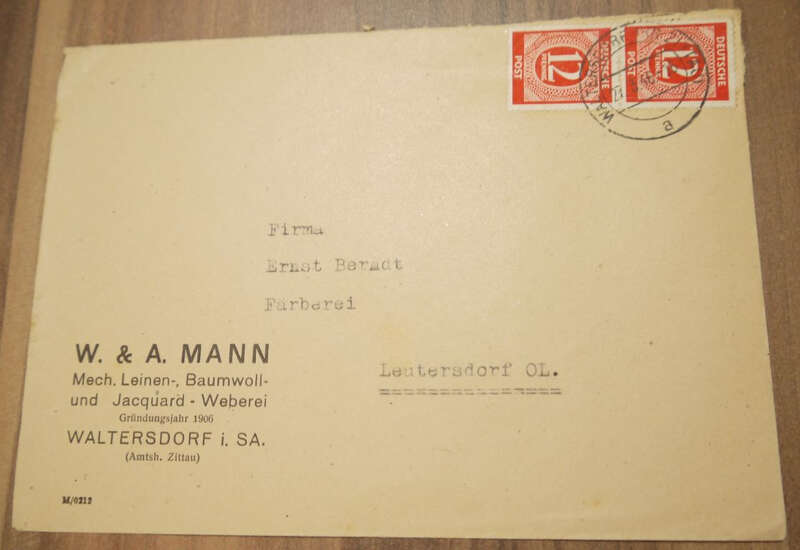 DEUTSCHE
12
PFENNIG
POST
DEUTSCHE
12
POST
Firma
Ernst Berndt
Färberei
Leutersdorf OL.
W. & A. MANN
Mech. Leinen-, Baumwoll-
und Jacquard - Weberei
Gründungsjahr 1906
WALTERSDORF i. SA.
(Amtsh. Zittau)
M/0212